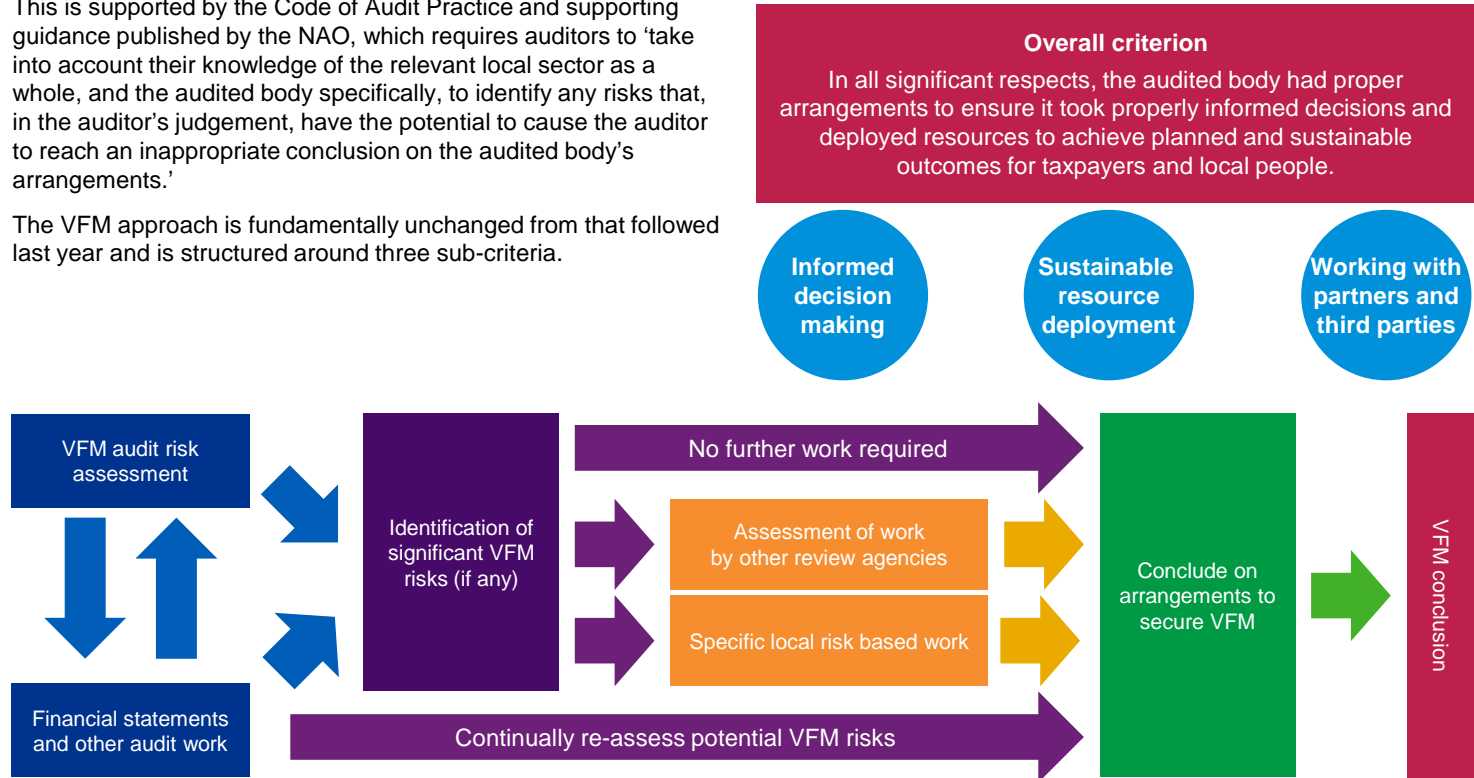 This is supported by the Code of Audit Practice and supporting
guidance published by the NAO, which requires auditors to ‘take
into account their knowledge of the relevant local sector as a
whole, and the audited body specifically, to identify any risks that,
in the auditor’s judgement, have the potential to cause the auditor
to reach an inappropriate conclusion on the audited body’s
arrangements.’
The VFM approach is fundamentally unchanged from that followed
last year and is structured around three sub-criteria.
Overall criterion
In all significant respects, the audited body had proper
arrangements to ensure it took properly informed decisions and
deployed resources to achieve planned and sustainable
outcomes for taxpayers and local people.
Informed
decision
making
Sustainable
resource
deployment
Working with
partners and
third parties
VFM audit risk
assessment
Financial statements
and other audit work
Identification of
significant VFM
risks (if any)
No further work required
Assessment of work
by other review agencies
Specific local risk based work
Continually re-assess potential VFM risks
Conclude on
arrangements to
secure VFM
VFM conclusion